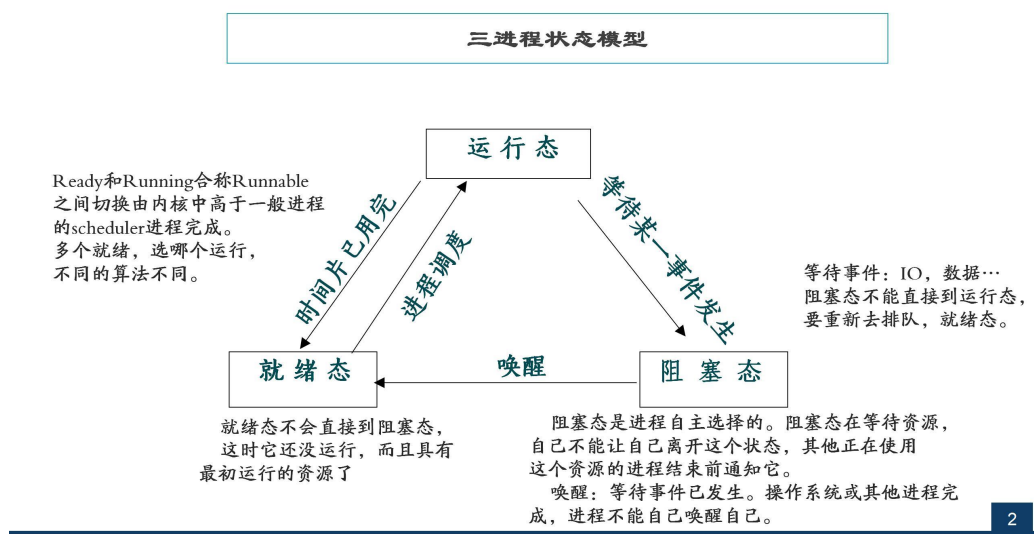 三进程状态模型
运行态
Ready和Running合称Runnable
之间切换由内核中高于一般进程
的scheduler进程完成。
多个就绪，选哪个运行，
不同的算法不同。
时间片已用完
进程调度
等待某一事件发生
等待事件：IO，数据…
阻塞态不能直接到运行态，
要重新去排队，就绪态。
就绪态
唤醒
阻塞态
就绪态不会直接到阻塞态，
这时它还没运行，而且具有
最初运行的资源了
阻塞态是进程自主选择的。阻塞态在等待资源，
自己不能让自己离开这个状态，其他正在使用
这个资源的进程结束前通知它。
唤醒：等待事件已发生。操作系统或其他进程完
成，进程不能自己唤醒自己。
2